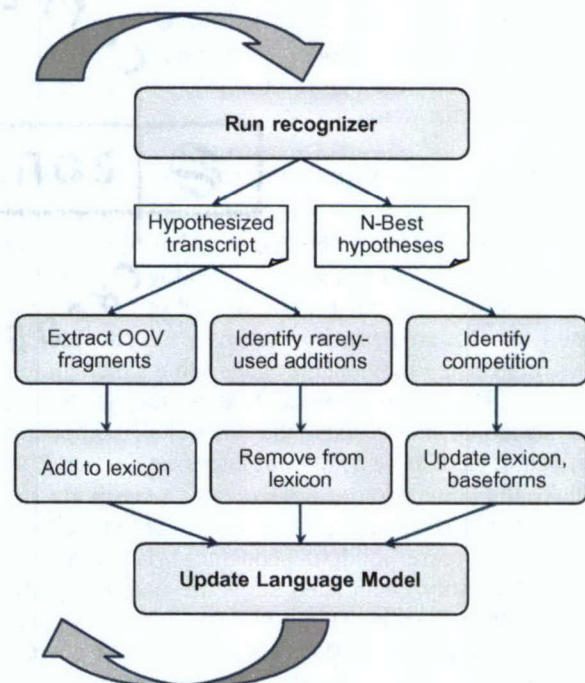 Run recognizer
Hypothesized
transcript
N-Best
hypotheses
Extract OOV
fragments
Identify rarely-
used additions
Identify
competition
Add to lexicon
Remove from
lexicon
Update lexicon,
baseforms
Update Language Model